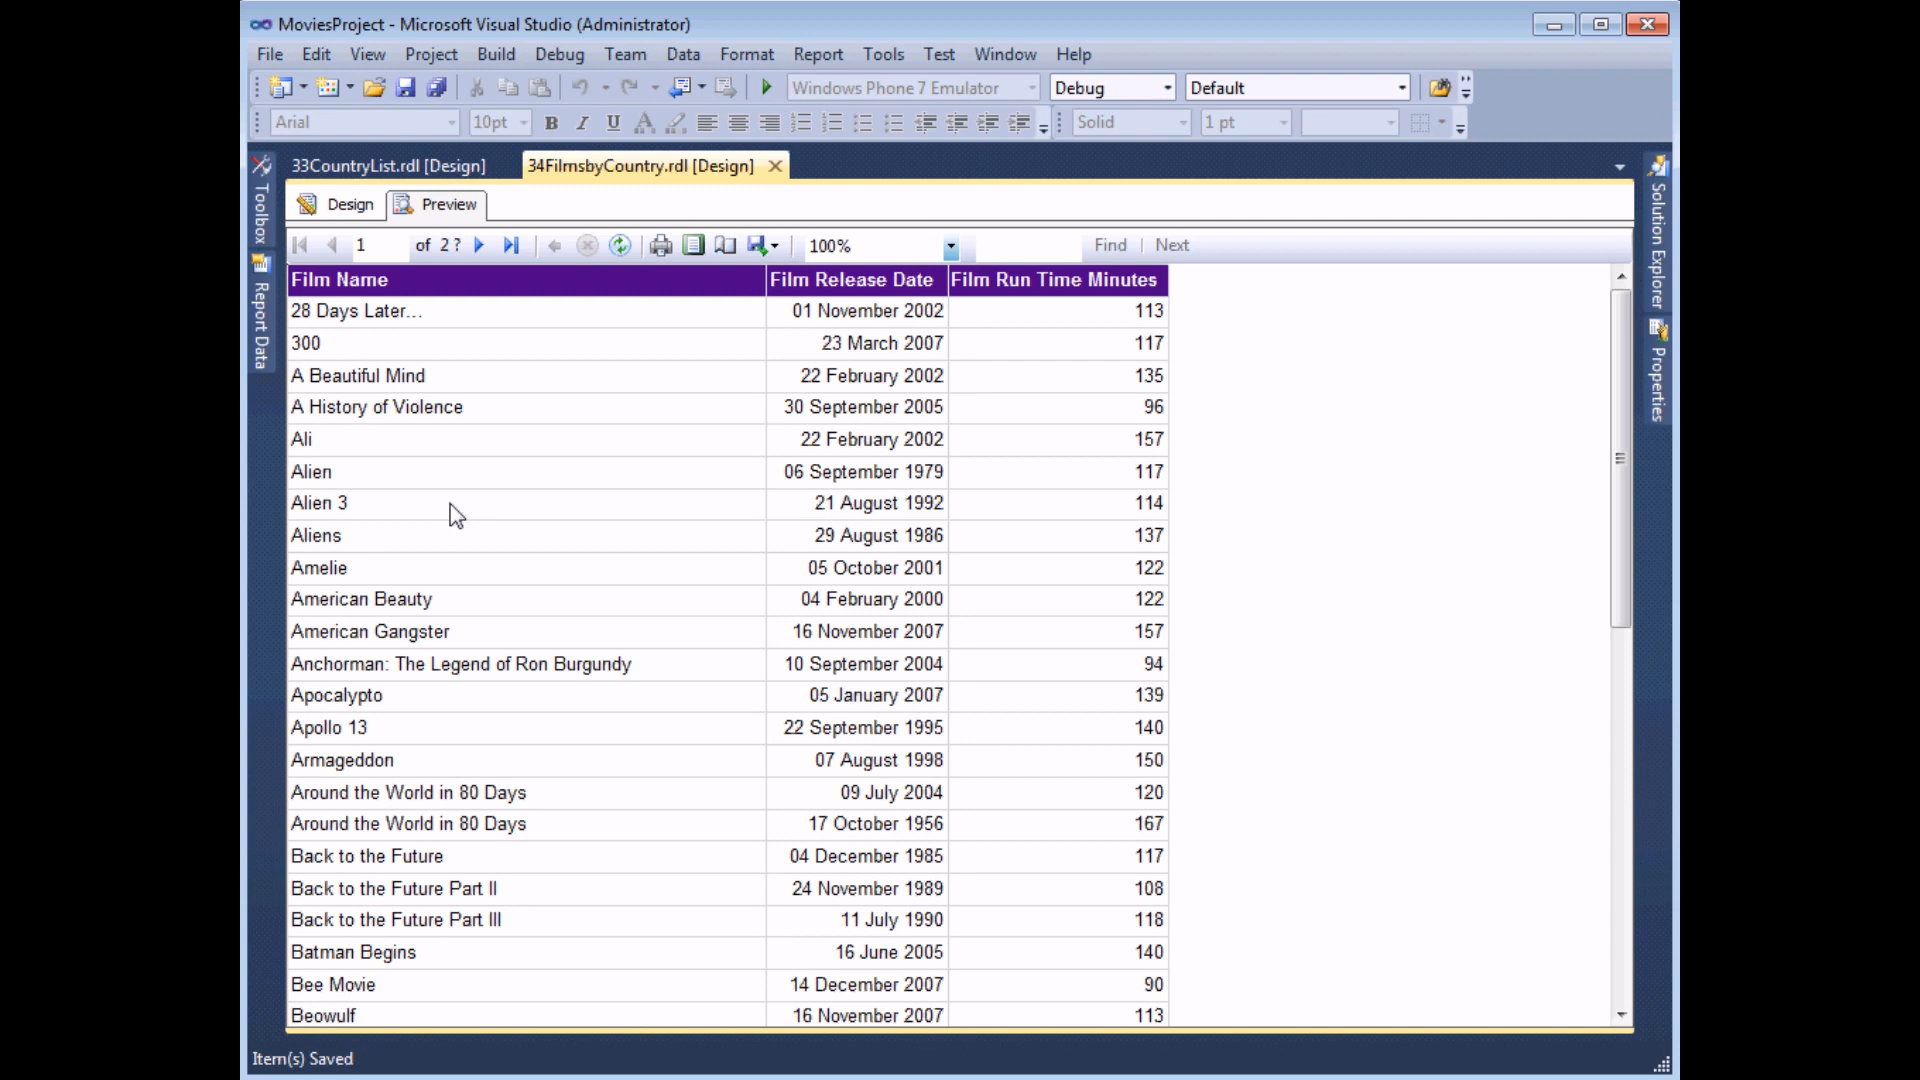 MoviesProject - Microsoft Visual Studio (Administrator)
File Edit View Project Build Debug Team Data Format Report Tools Test Window Help
Windows Phone 7 Emulator Debug Default
Arial 10pt B I U A Solid 1 pt
33CountryList.rdl [Design] 34FilmsbyCountry.rdl [Design]
Toolbox
Report Data
Solution Explorer
Properties
Design Preview
1 of 2 ? 100% Find | Next
Film Name Film Release Date Film Run Time Minutes
28 Days Later... 01 November 2002 113
300 23 March 2007 117
A Beautiful Mind 22 February 2002 135
A History of Violence 30 September 2005 96
Ali 22 February 2002 157
Alien 06 September 1979 117
Alien 3 21 August 1992 114
Aliens 29 August 1986 137
Amelie 05 October 2001 122
American Beauty 04 February 2000 122
American Gangster 16 November 2007 157
Anchorman: The Legend of Ron Burgundy 10 September 2004 94
Apocalypto 05 January 2007 139
Apollo 13 22 September 1995 140
Armageddon 07 August 1998 150
Around the World in 80 Days 09 July 2004 120
Around the World in 80 Days 17 October 1956 167
Back to the Future 04 December 1985 117
Back to the Future Part II 24 November 1989 108
Back to the Future Part III 11 July 1990 118
Batman Begins 16 June 2005 140
Bee Movie 14 December 2007 90
Beowulf 16 November 2007 113
Item(s) Saved